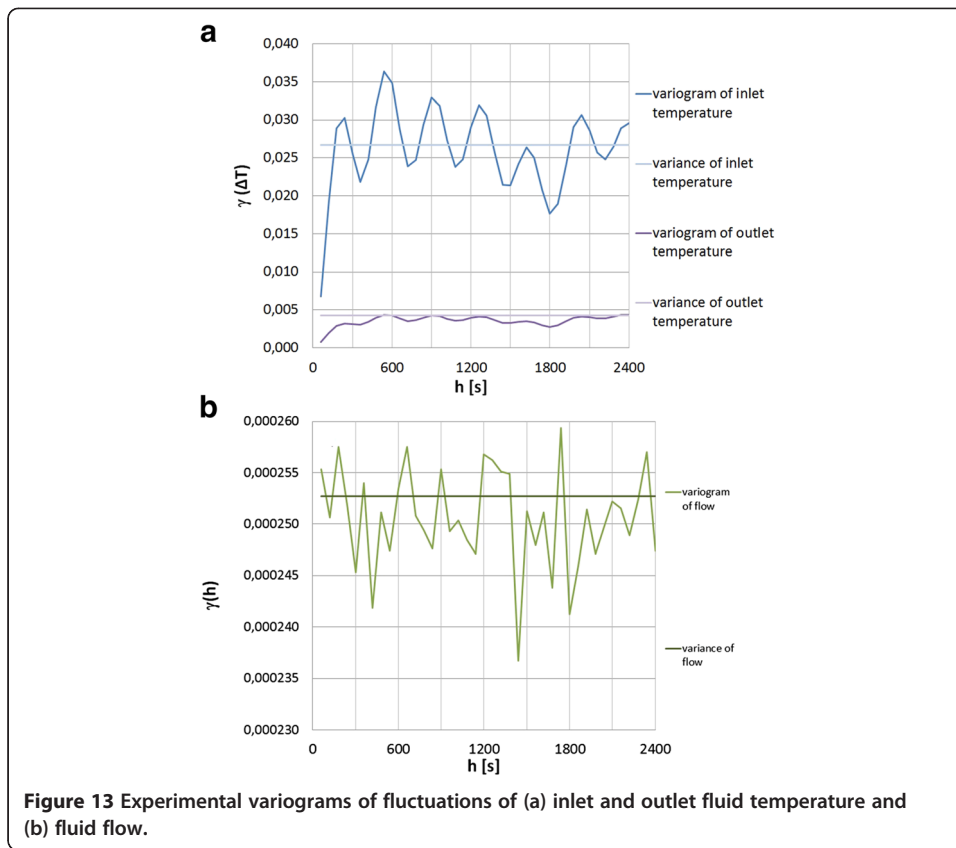 a
0,040
0,035
0,030
0,025
0,020
0,015
0,010
0,005
0,000
γ (ΔT)
0 600 1200 1800 2400
h [s]
variogram of inlet
temperature
variance of inlet
temperature
variogram of outlet
temperature
variance of outlet
temperature
b
0,000260
0,000255
0,000250
0,000245
0,000240
0,000235
0,000230
γ(h)
0 600 1200 1800 2400
h [s]
variogram
of flow
variance of
flow
Figure 13 Experimental variograms of fluctuations of (a) inlet and outlet fluid temperature and
(b) fluid flow.